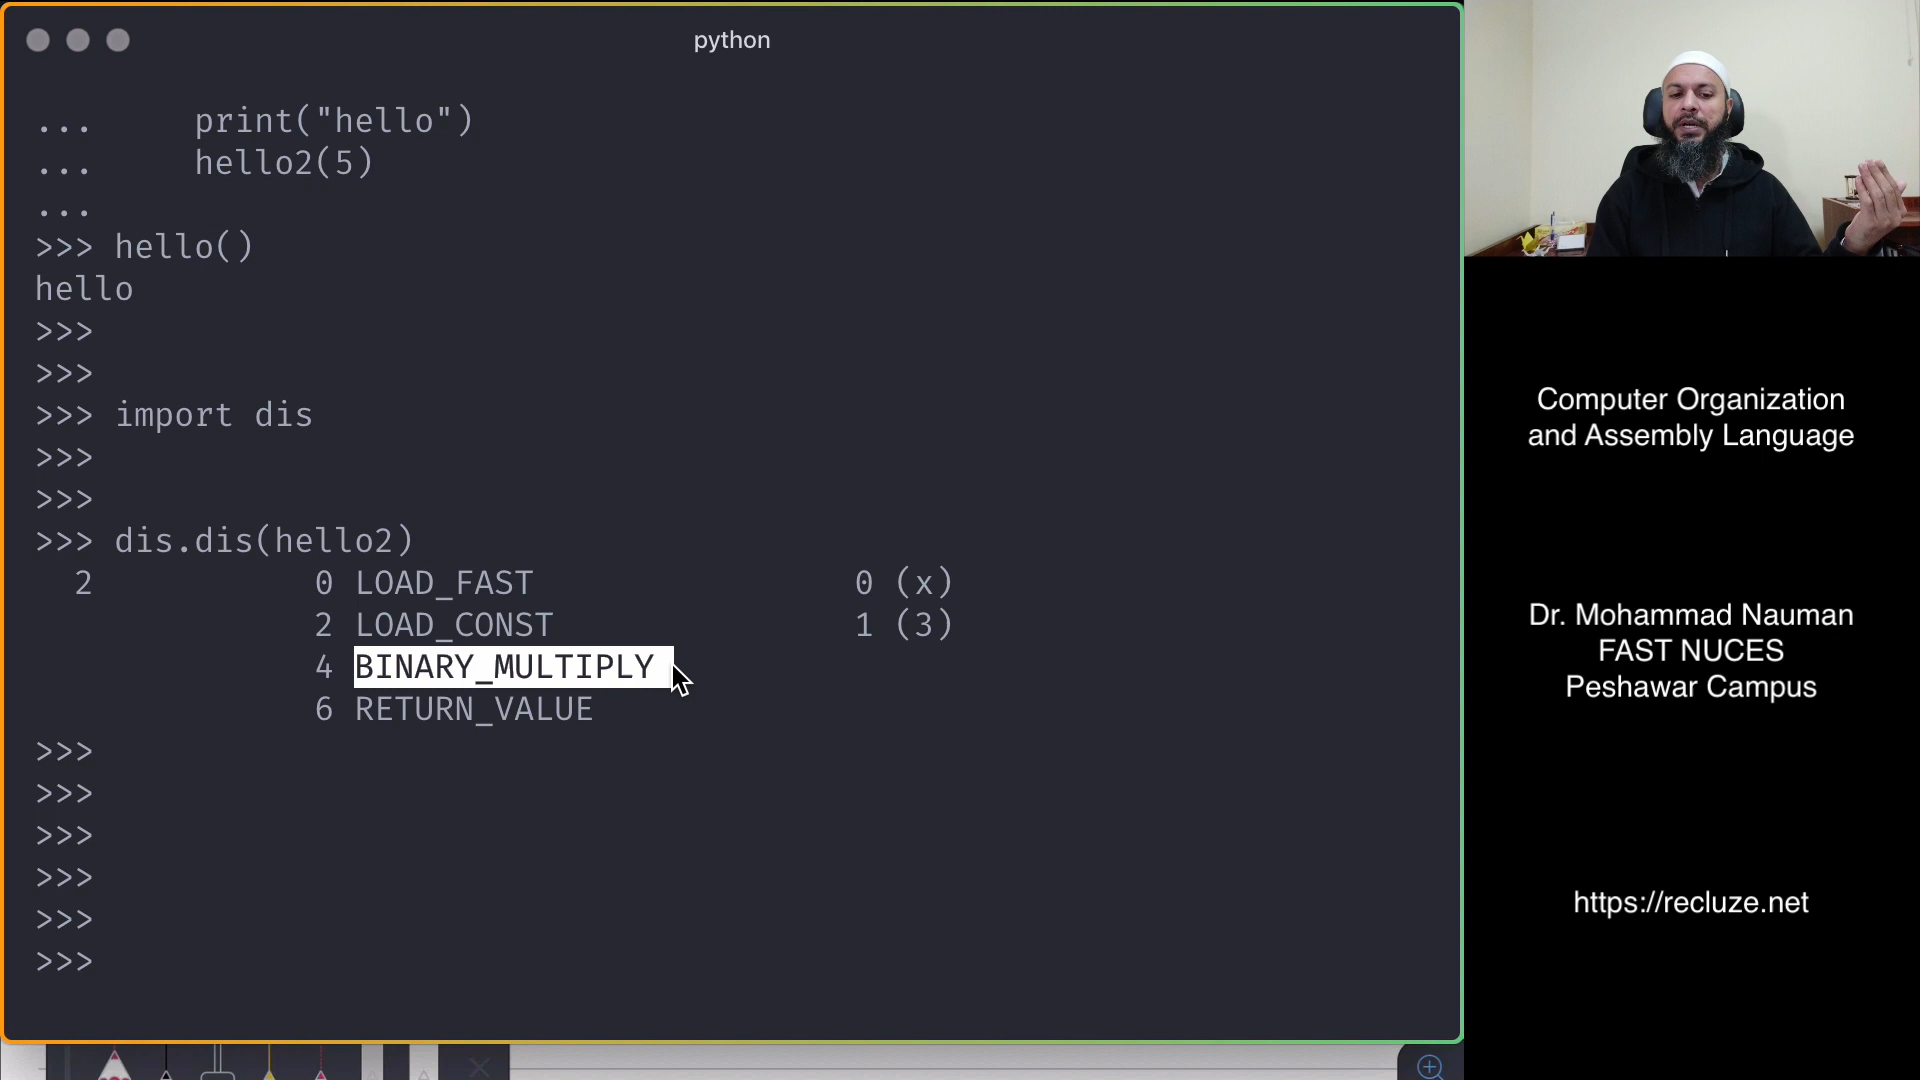 python
...     print("hello")
...     hello2(5)
...
>>> hello()
hello
>>>
>>>
>>> import dis
>>>
>>>
>>> dis.dis(hello2)
  2           0 LOAD_FAST                0 (x)
              2 LOAD_CONST               1 (3)
              4 BINARY_MULTIPLY
              6 RETURN_VALUE
>>>
>>>
>>>
>>>
>>>
>>>
Computer Organization
and Assembly Language
Dr. Mohammad Nauman
FAST NUCES
Peshawar Campus
https://recluze.net